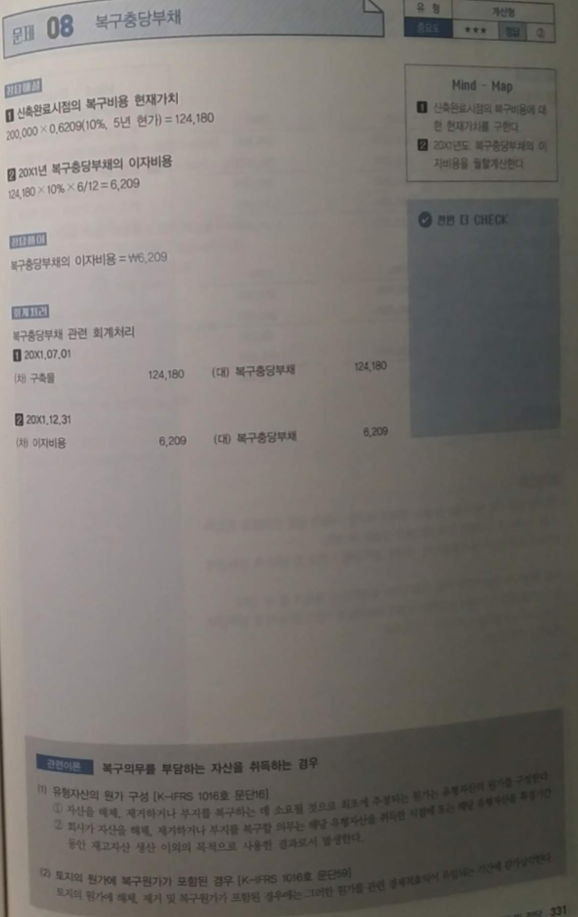 문제 08 복구충당부채
유 형 계산형
중요도 ★★★ 정답 ②
정답해설
1 신축완료시점의 복구비용 현재가치
200,000 × 0.6209(10%, 5년 현가) = 124,180
2 20X1년 복구충당부채의 이자비용
124,180 × 10% × 6/12 = 6,209
정답풀이
복구충당부채의 이자비용 = ₩6,209
회계처리
복구충당부채 관련 회계처리
1 20X1.07.01
(차) 구축물 124,180 (대) 복구충당부채 124,180
2 20X1.12.31
(차) 이자비용 6,209 (대) 복구충당부채 6,209
Mind - Map
1 신축완료시점의 복구비용에 대
한 현재가치를 구한다.
2 20X1년도 복구충당부채의 이
자비용을 월할계산한다.
한번 더 CHECK
관련이론 복구의무를 부담하는 자산을 취득하는 경우
(1) 유형자산의 원가 구성 [K-IFRS 1016호 문단16]
① 자산을 해체, 제거하거나 부지를 복구하는 데 소요될 것으로 최초에 추정되는 원가는 유형자산의 원가를 구성한다.
② 회사가 자산을 해체, 제거하거나 부지를 복구할 의무는 해당 유형자산을 취득한 시점에 또는 해당 유형자산을 특정기간
동안 재고자산 생산 이외의 목적으로 사용한 결과로서 발생한다.
(2) 토지의 원가에 복구원가가 포함된 경우 [K-IFRS 1016호 문단59]
토지의 원가에 해체, 제거 및 복구원가가 포함된 경우에는 그러한 원가를 관련 경제적효익이 유입되는 기간에 감가상각한다.
331